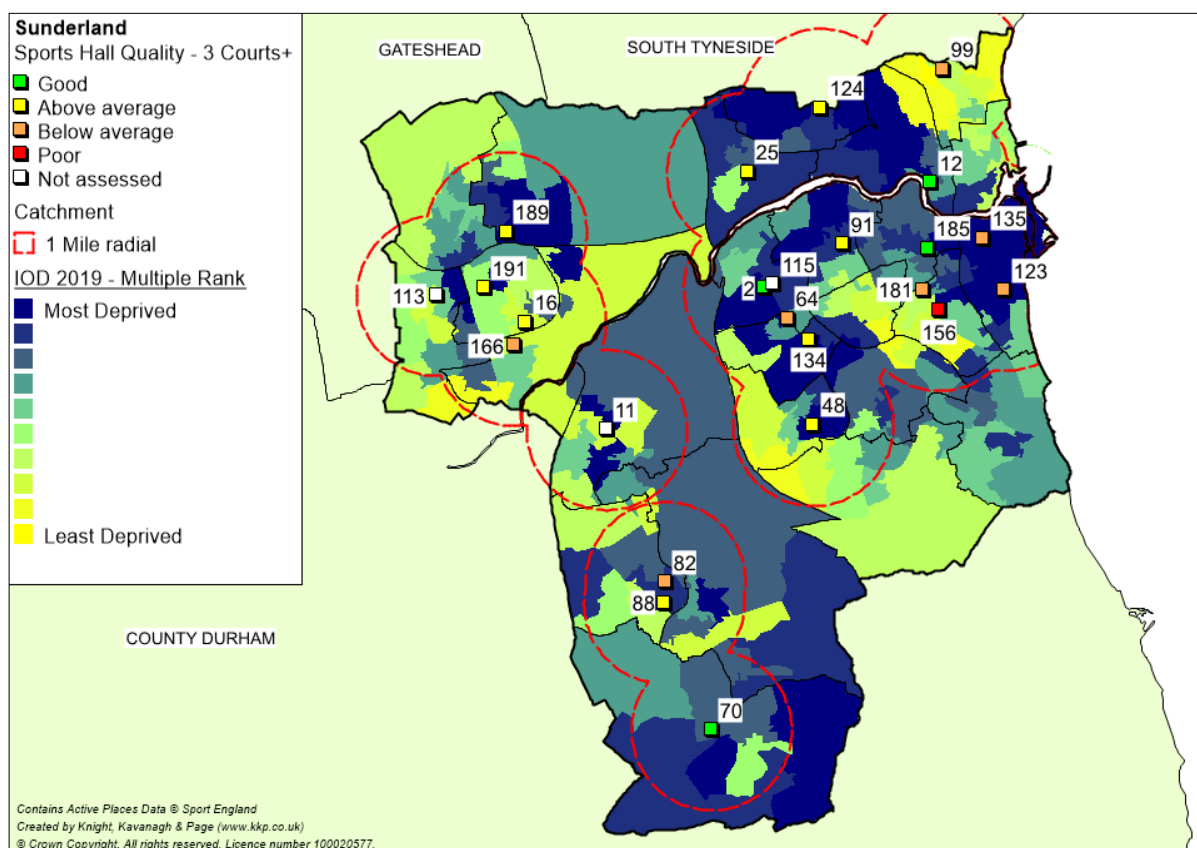 Sunderland
Sports Hall Quality - 3 Courts+
Good
Above average
Below average
Poor
Not assessed
Catchment
1 Mile radial
IOD 2019 - Multiple Rank
Most Deprived
Least Deprived
GATESHEAD
SOUTH TYNESIDE
COUNTY DURHAM
99
124
25
12
189
135
91
185
191
115
123
113
2
181
16
64
156
166
134
11
48
82
88
70
Contains Active Places Data © Sport England
Created by Knight, Kavanagh & Page (www.kkp.co.uk)
© Crown Copyright. All rights reserved. Licence number 100020577.